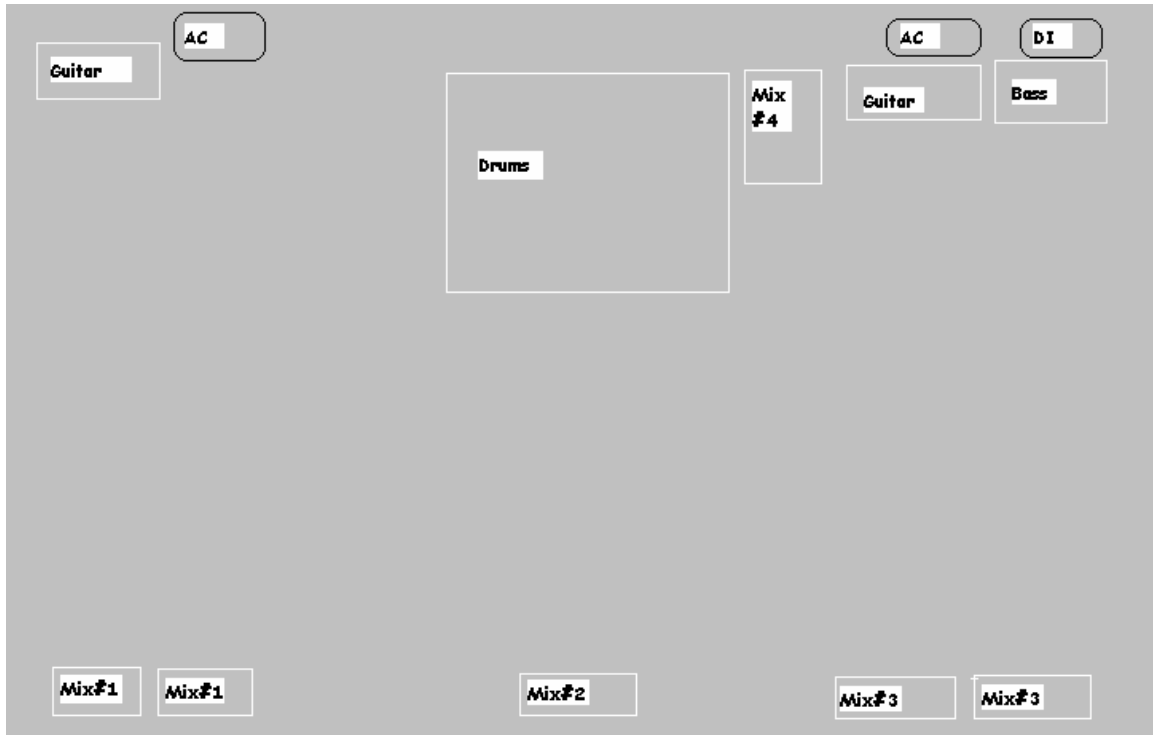 AC
AC
DI
Guitar
Mix
#4
Guitar
Bass
Drums
Mix#1
Mix#1
Mix#2
Mix#3
Mix#3